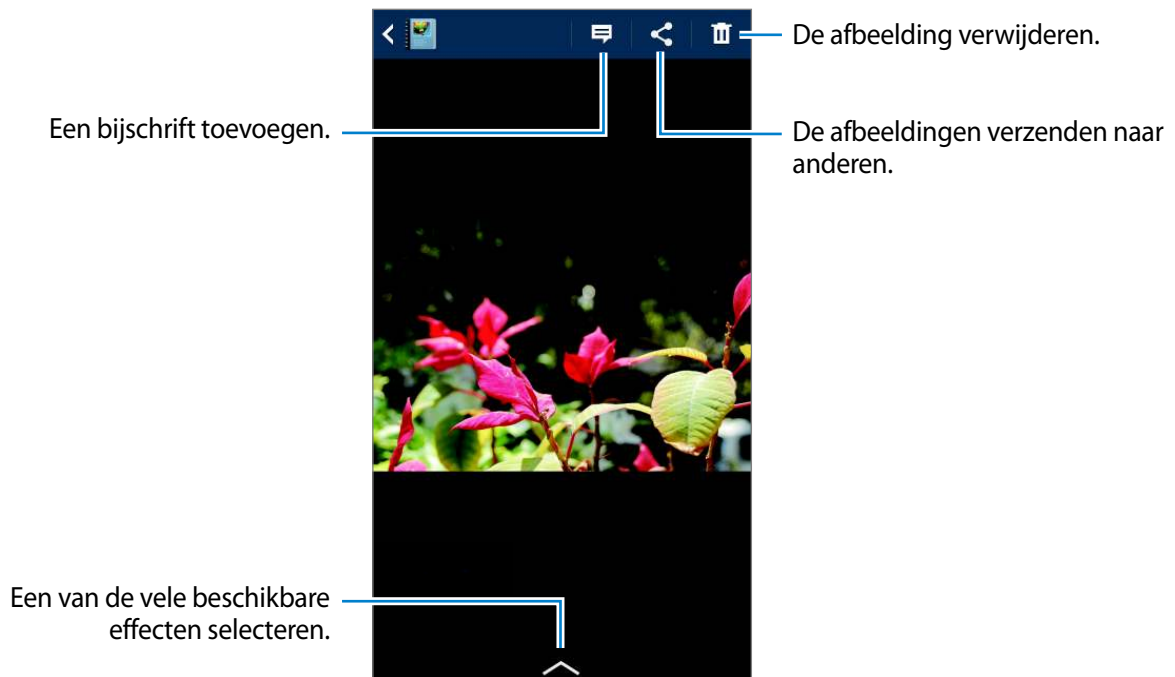 De afbeelding verwijderen.
Een bijschrift toevoegen.
De afbeeldingen verzenden naar
anderen.
Een van de vele beschikbare
effecten selecteren.